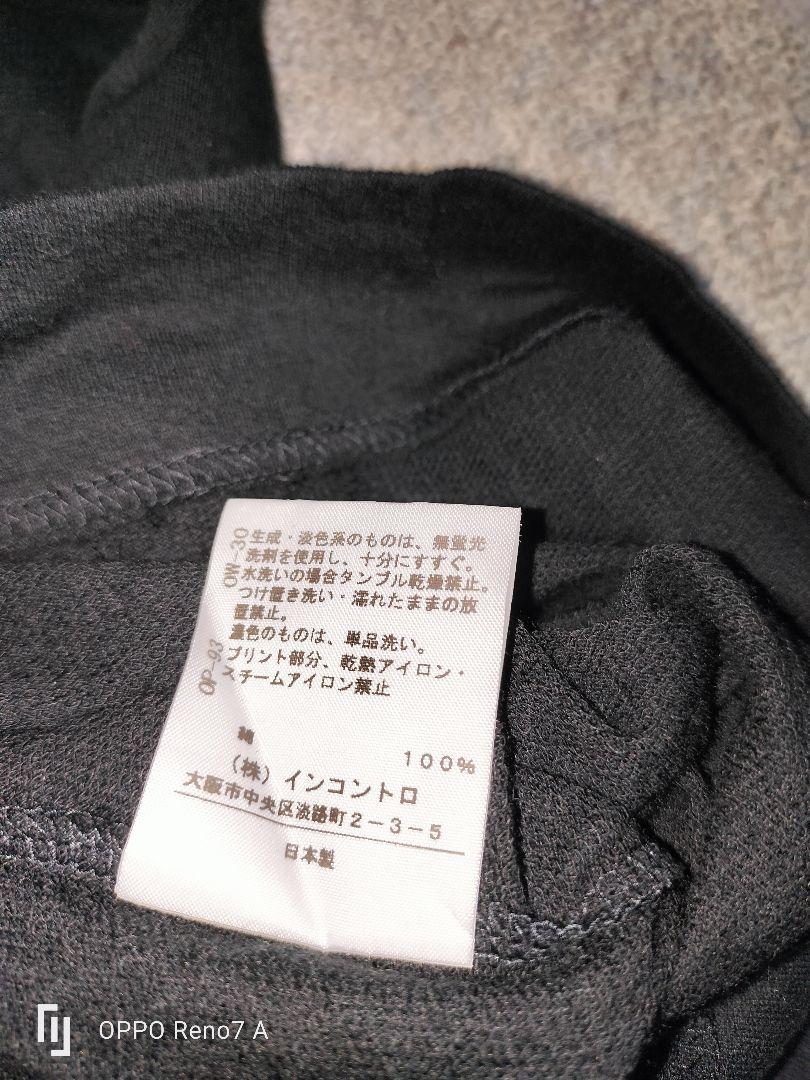 生成・淡色系のものは、無蛍光
洗剤を使用し、十分にすすぐ。
水洗いの場合タンブル乾燥禁止。
つけ置き洗い・濡れたままの放
置禁止。
濃色のものは、単品洗い。
プリント部分、乾熱アイロン・
スチームアイロン禁止
OW-30
OP-93
綿
100%
(株)インコントロ
大阪市中央区淡路町2-3-5
日本製
OPPO Reno7 A